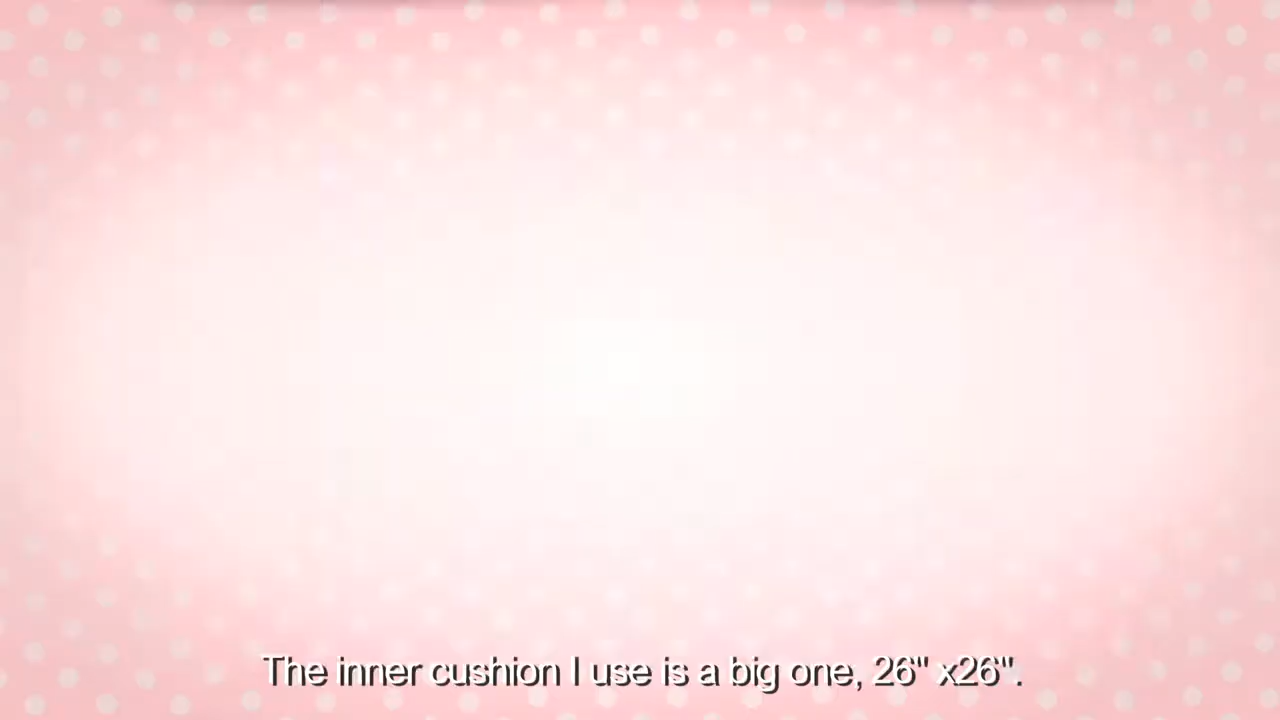 The inner cushion I use is a big one, 26" x26".